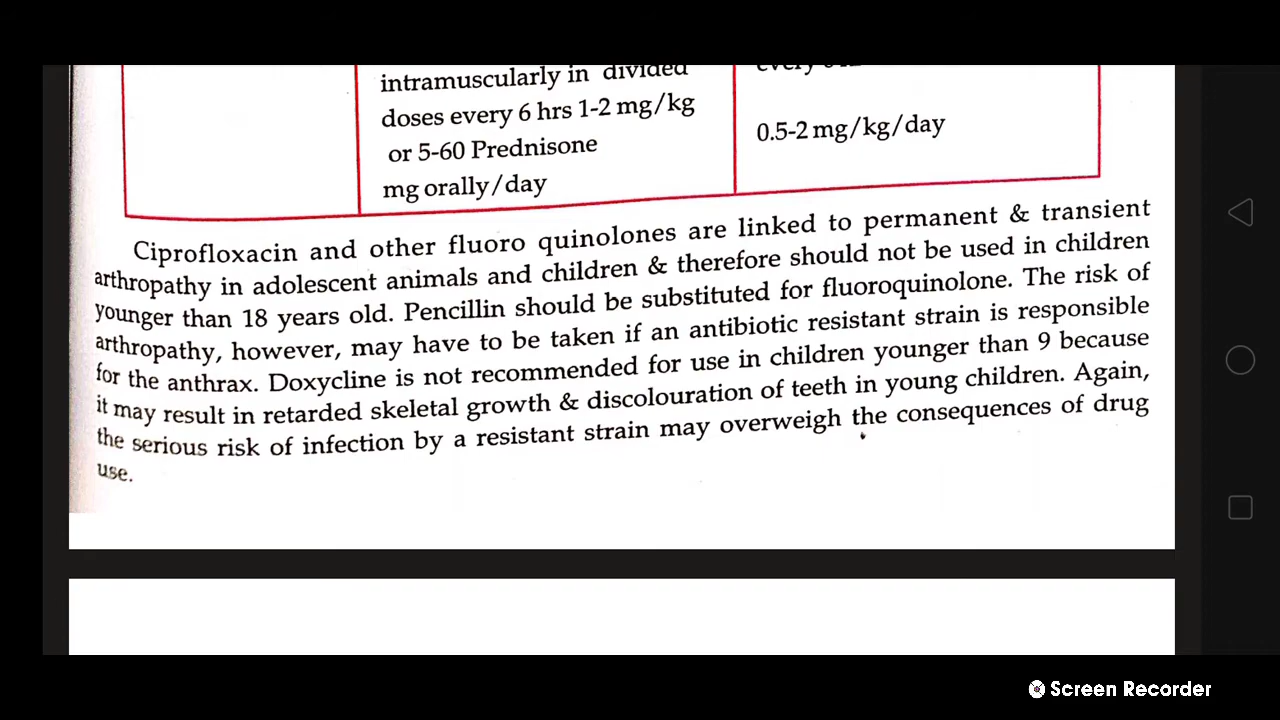 intramuscularly in divided
doses every 6 hrs 1-2 mg/kg
or 5-60 Prednisone
mg orally/day
every
0.5-2 mg/kg/day
Ciprofloxacin and other fluoro quinolones are linked to permanent & transient
arthropathy in adolescent animals and children & therefore should not be used in children
younger than 18 years old. Pencillin should be substituted for fluoroquinolone. The risk of
arthropathy, however, may have to be taken if an antibiotic resistant strain is responsible
for the anthrax. Doxycline is not recommended for use in children younger than 9 because
it may result in retarded skeletal growth & discolouration of teeth in young children. Again,
the serious risk of infection by a resistant strain may overweigh the consequences of drug
use.
Screen Recorder